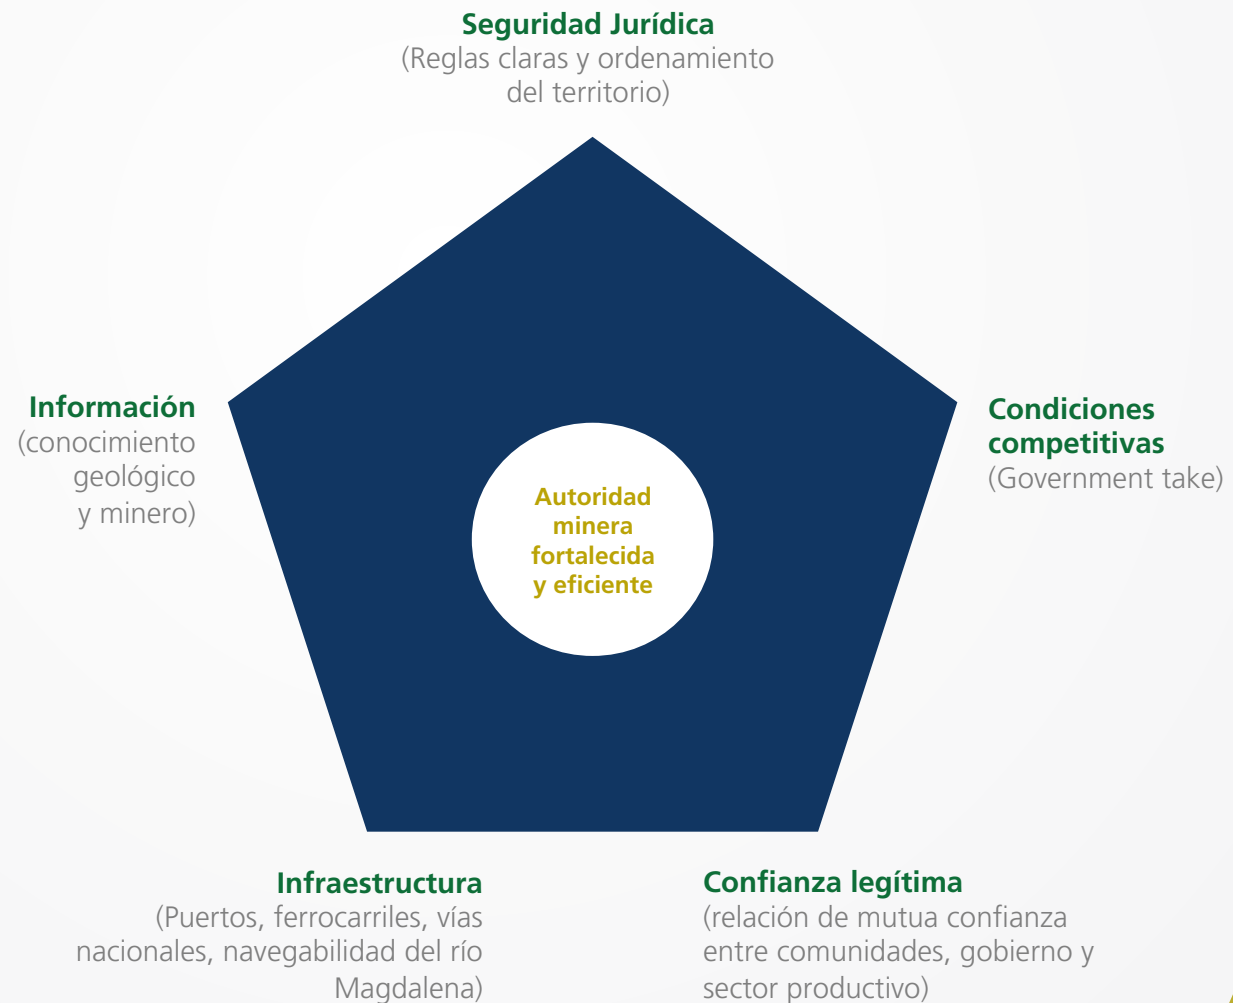 Seguridad Jurídica
(Reglas claras y ordenamiento
del territorio)
Información
(conocimiento
geológico
y minero)
Condiciones
competitivas
(Government take)
Autoridad
minera
fortalecida
y eficiente
Infraestructura
(Puertos, ferrocarriles, vías
nacionales, navegabilidad del río
Magdalena)
Confianza legítima
(relación de mutua confianza
entre comunidades, gobierno y
sector productivo)